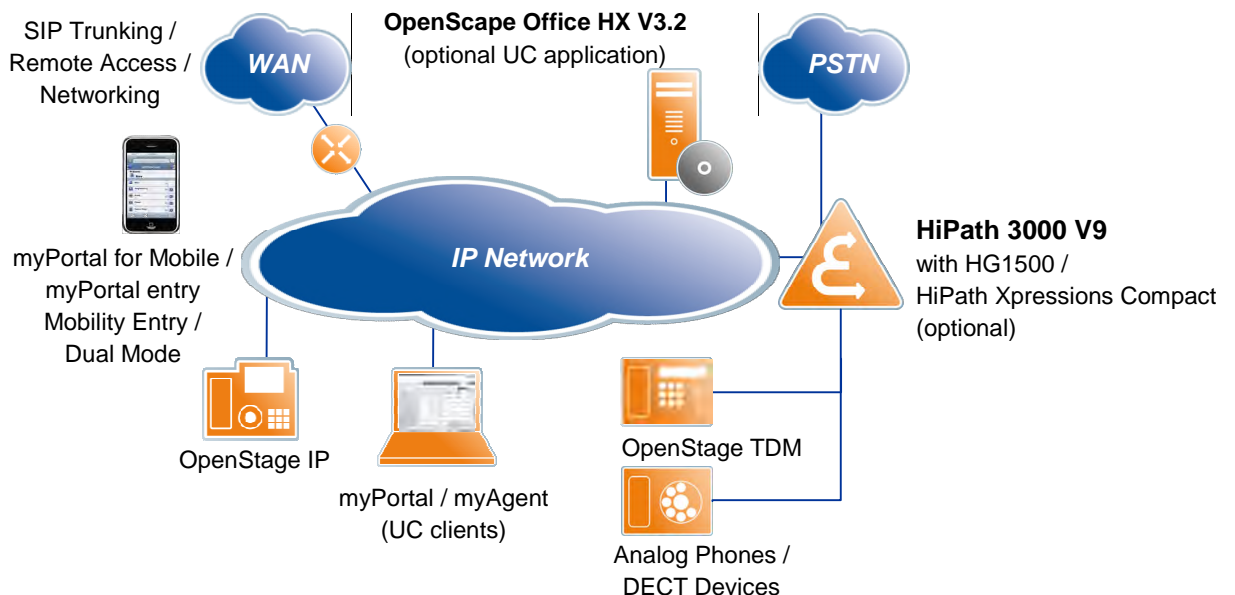 SIP Trunking /
Remote Access /
Networking
WAN
OpenScape Office HX V3.2
(optional UC application)
PSTN
myPortal for Mobile /
myPortal entry
Mobility Entry /
Dual Mode
IP Network
HiPath 3000 V9
with HG1500 /
HiPath Xpressions Compact
(optional)
OpenStage IP
myPortal / myAgent
(UC clients)
OpenStage TDM
Analog Phones /
DECT Devices